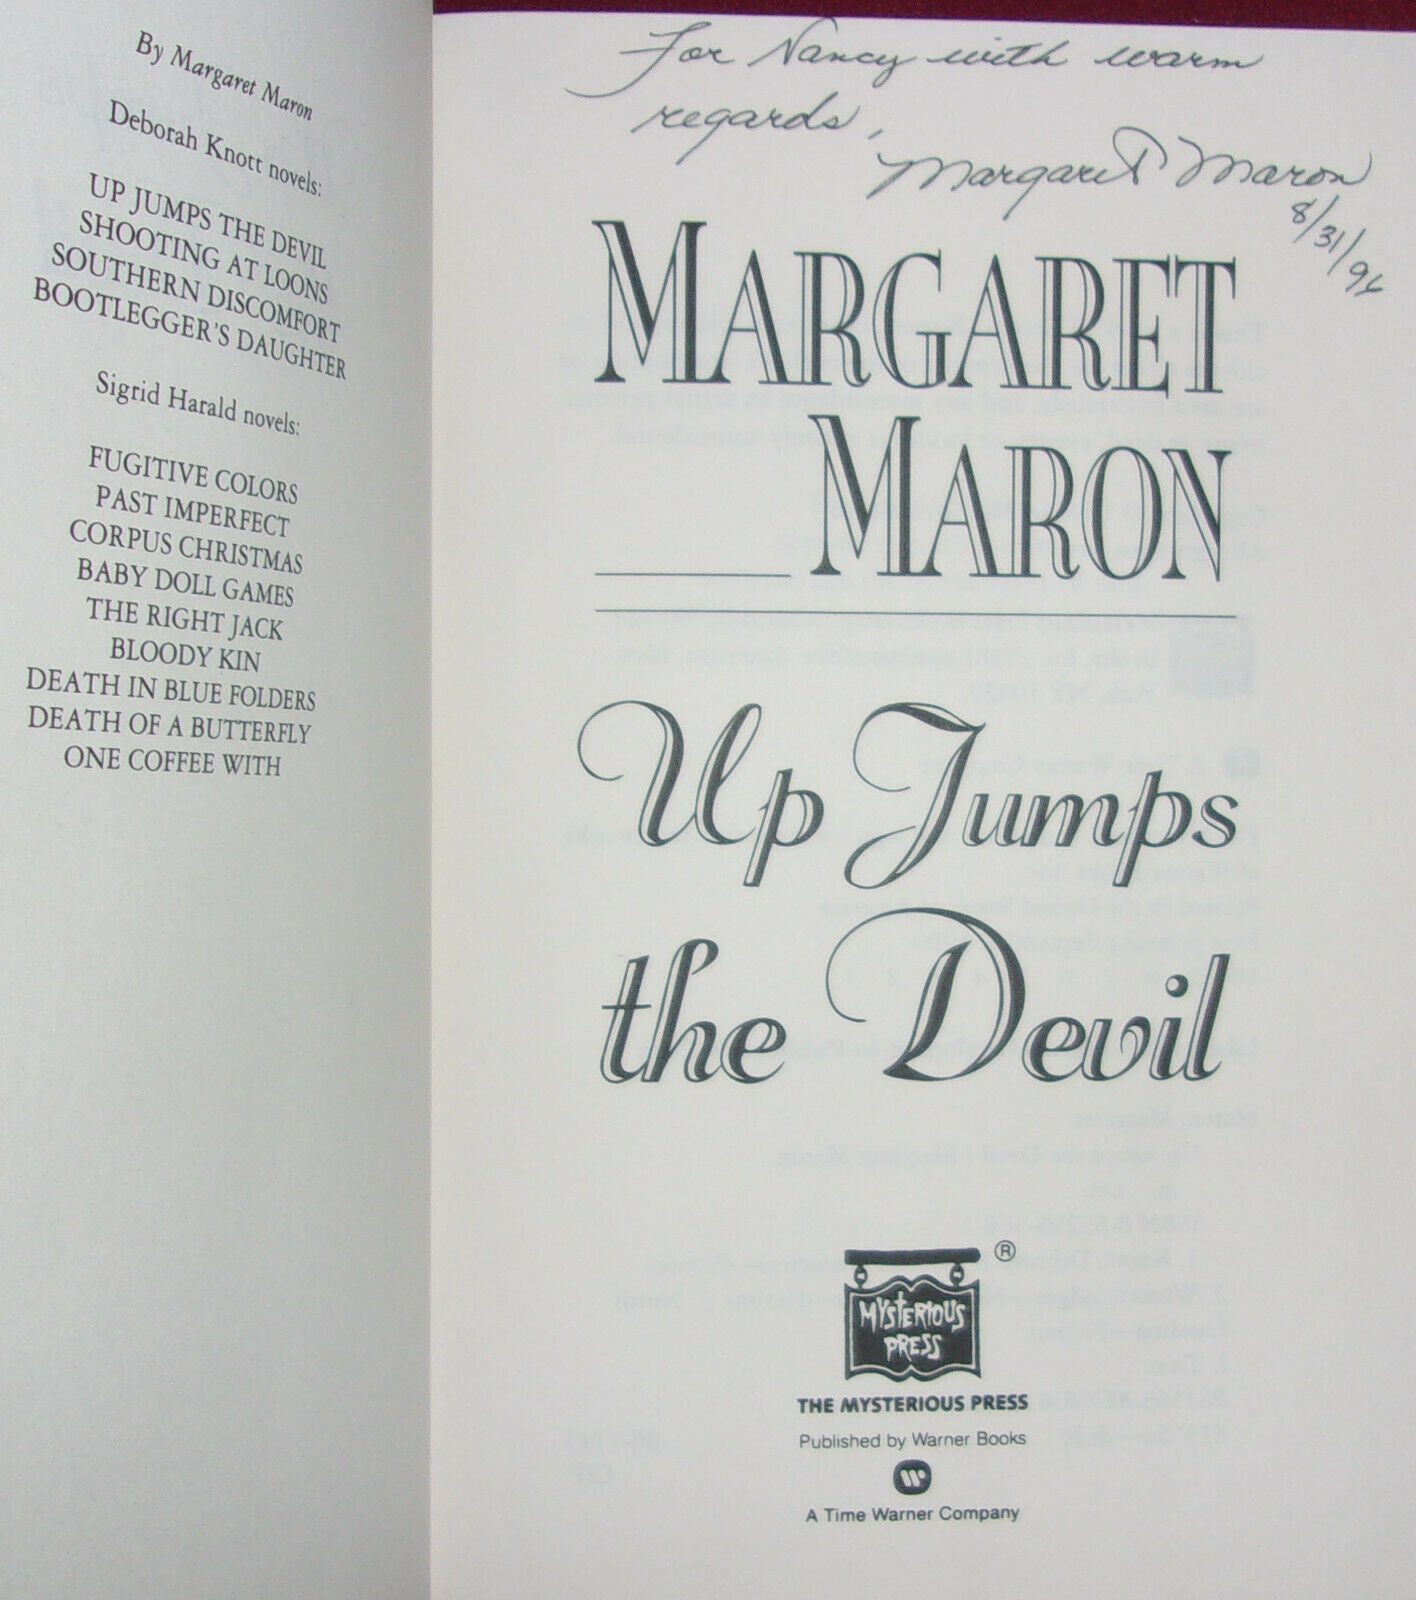 By Margaret Maron
Deborah Knott novels:
UP JUMPS THE DEVIL
SHOOTING AT LOONS
SOUTHERN DISCOMFORT
BOOTLEGGER'S DAUGHTER
Sigrid Harald novels:
FUGITIVE COLORS
PAST IMPERFECT
CORPUS CHRISTMAS
BABY DOLL GAMES
THE RIGHT JACK
BLOODY KIN
DEATH IN BLUE FOLDERS
DEATH OF A BUTTERFLY
ONE COFFEE WITH
For Nancy with warm
regards,
Margaret Maron
8/31/96
MARGARET
MARON
Up Jumps
the Devil
®
MYSTERIOUS
PRESS
THE MYSTERIOUS PRESS
Published by Warner Books
A Time Warner Company